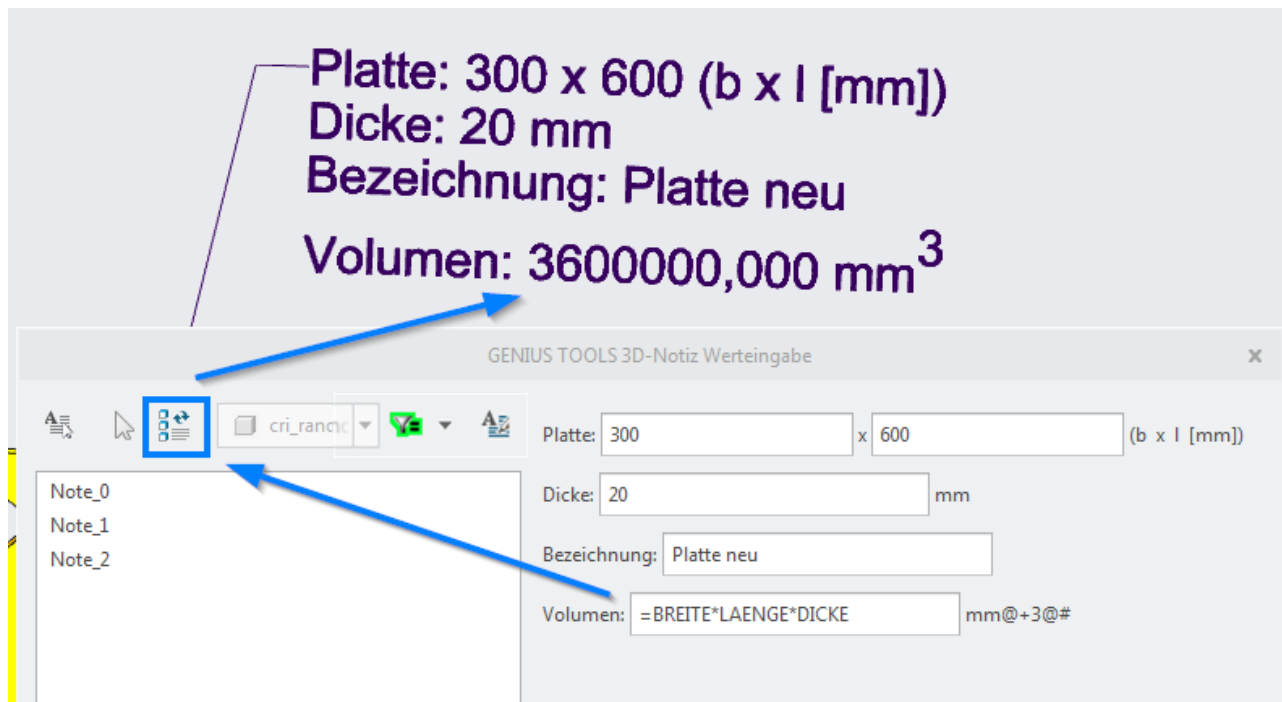 Platte: 300 x 600 (b x l [mm])
Dicke: 20 mm
Bezeichnung: Platte neu
Volumen: 3600000,000 mm³
GENIUS TOOLS 3D-Notiz Werteingabe
Platte: 300 x 600 (b x l [mm])
Note_0
Note_1
Note_2
Dicke: 20 mm
Bezeichnung: Platte neu
Volumen: =BREITE*LAENGE*DICKE mm@+3@#